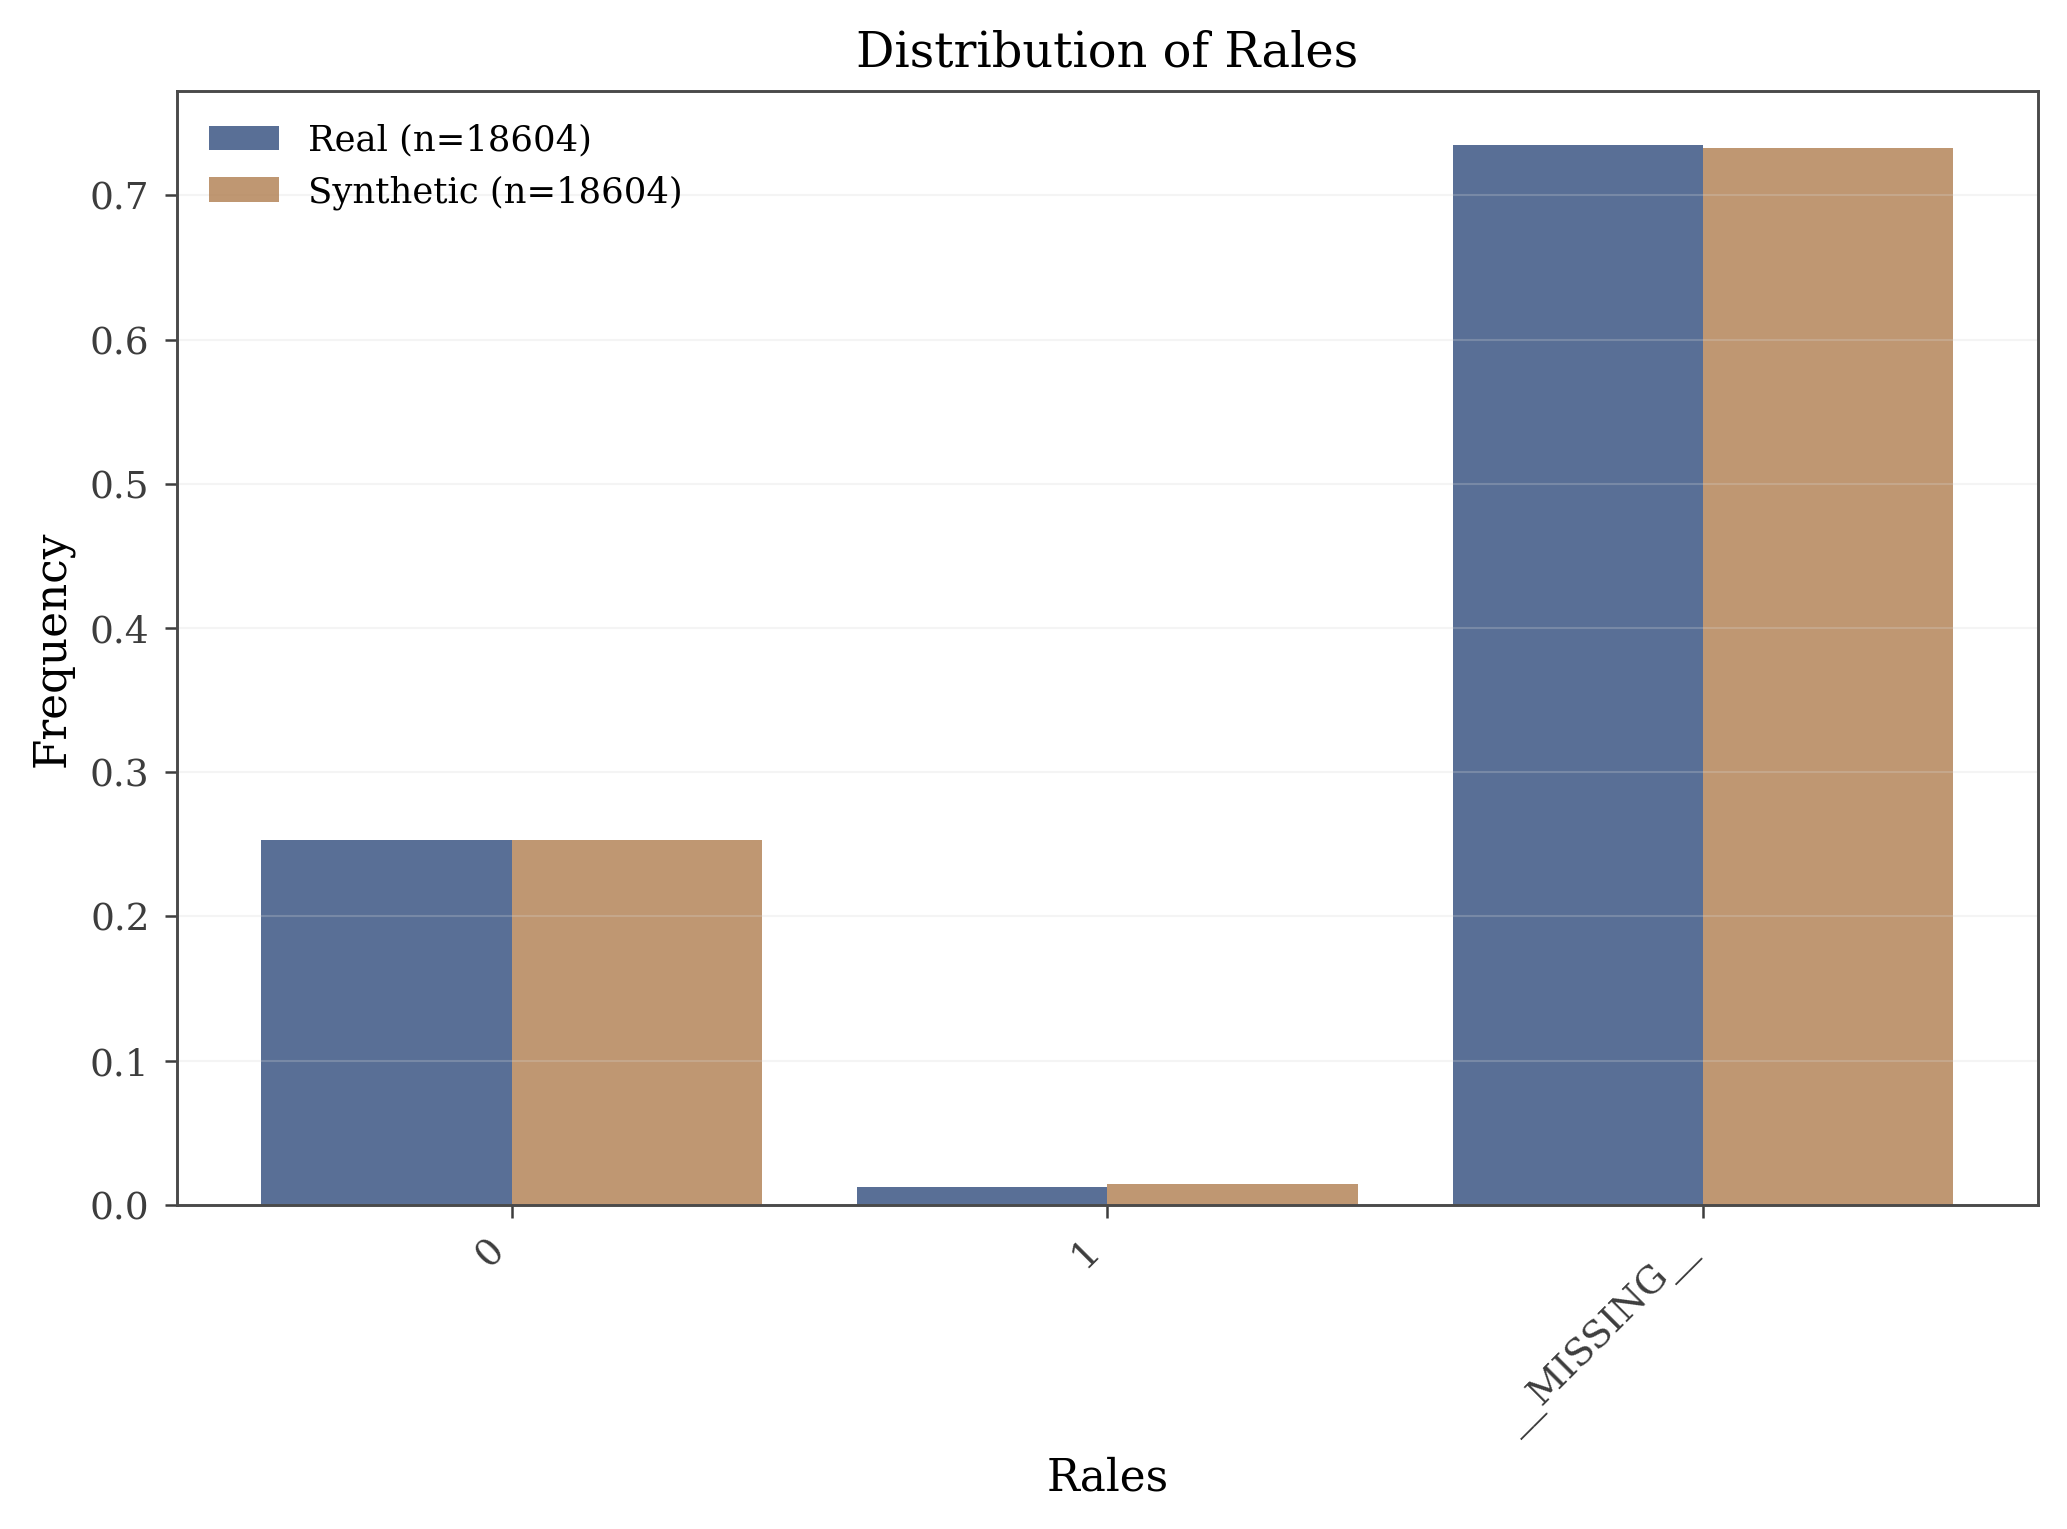 Distribution of Rales
Real (n=18604)
Synthetic (n=18604)
Frequency
0.7
0.6
0.5
0.4
0.3
0.2
0.1
0.0
0
1
__MISSING__
Rales